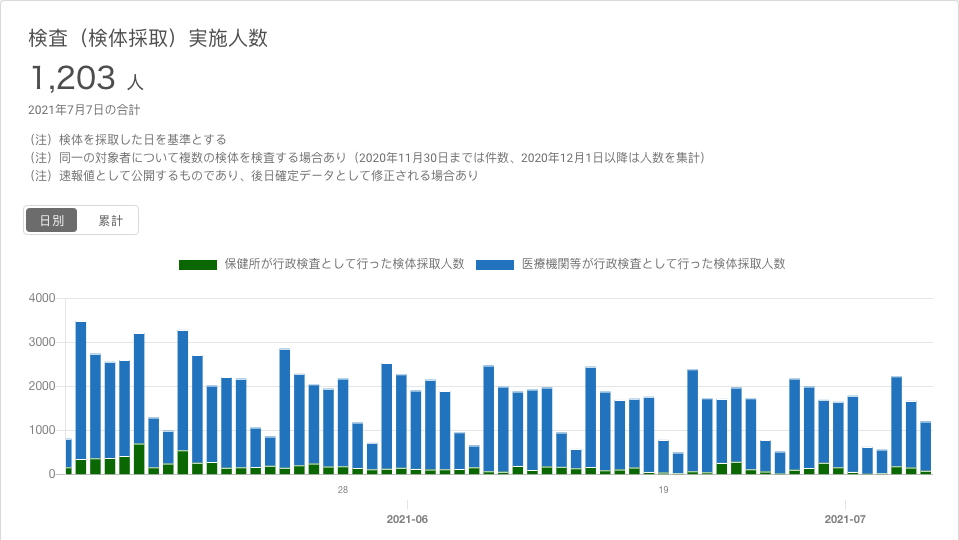 検査（検体採取）実施人数
1,203 人
2021年7月7日の合計
（注）検体を採取した日を基準とする
（注）同一の対象者について複数の検体を検査する場合あり（2020年11月30日までは件数、2020年12月1日以降は人数を集計）
（注）速報値として公開するものであり、後日確定データとして修正される場合あり
日別 累計
保健所が行政検査として行った検体採取人数 医療機関等が行政検査として行った検体採取人数
4000
3000
2000
1000
0
28 19
2021-06 2021-07